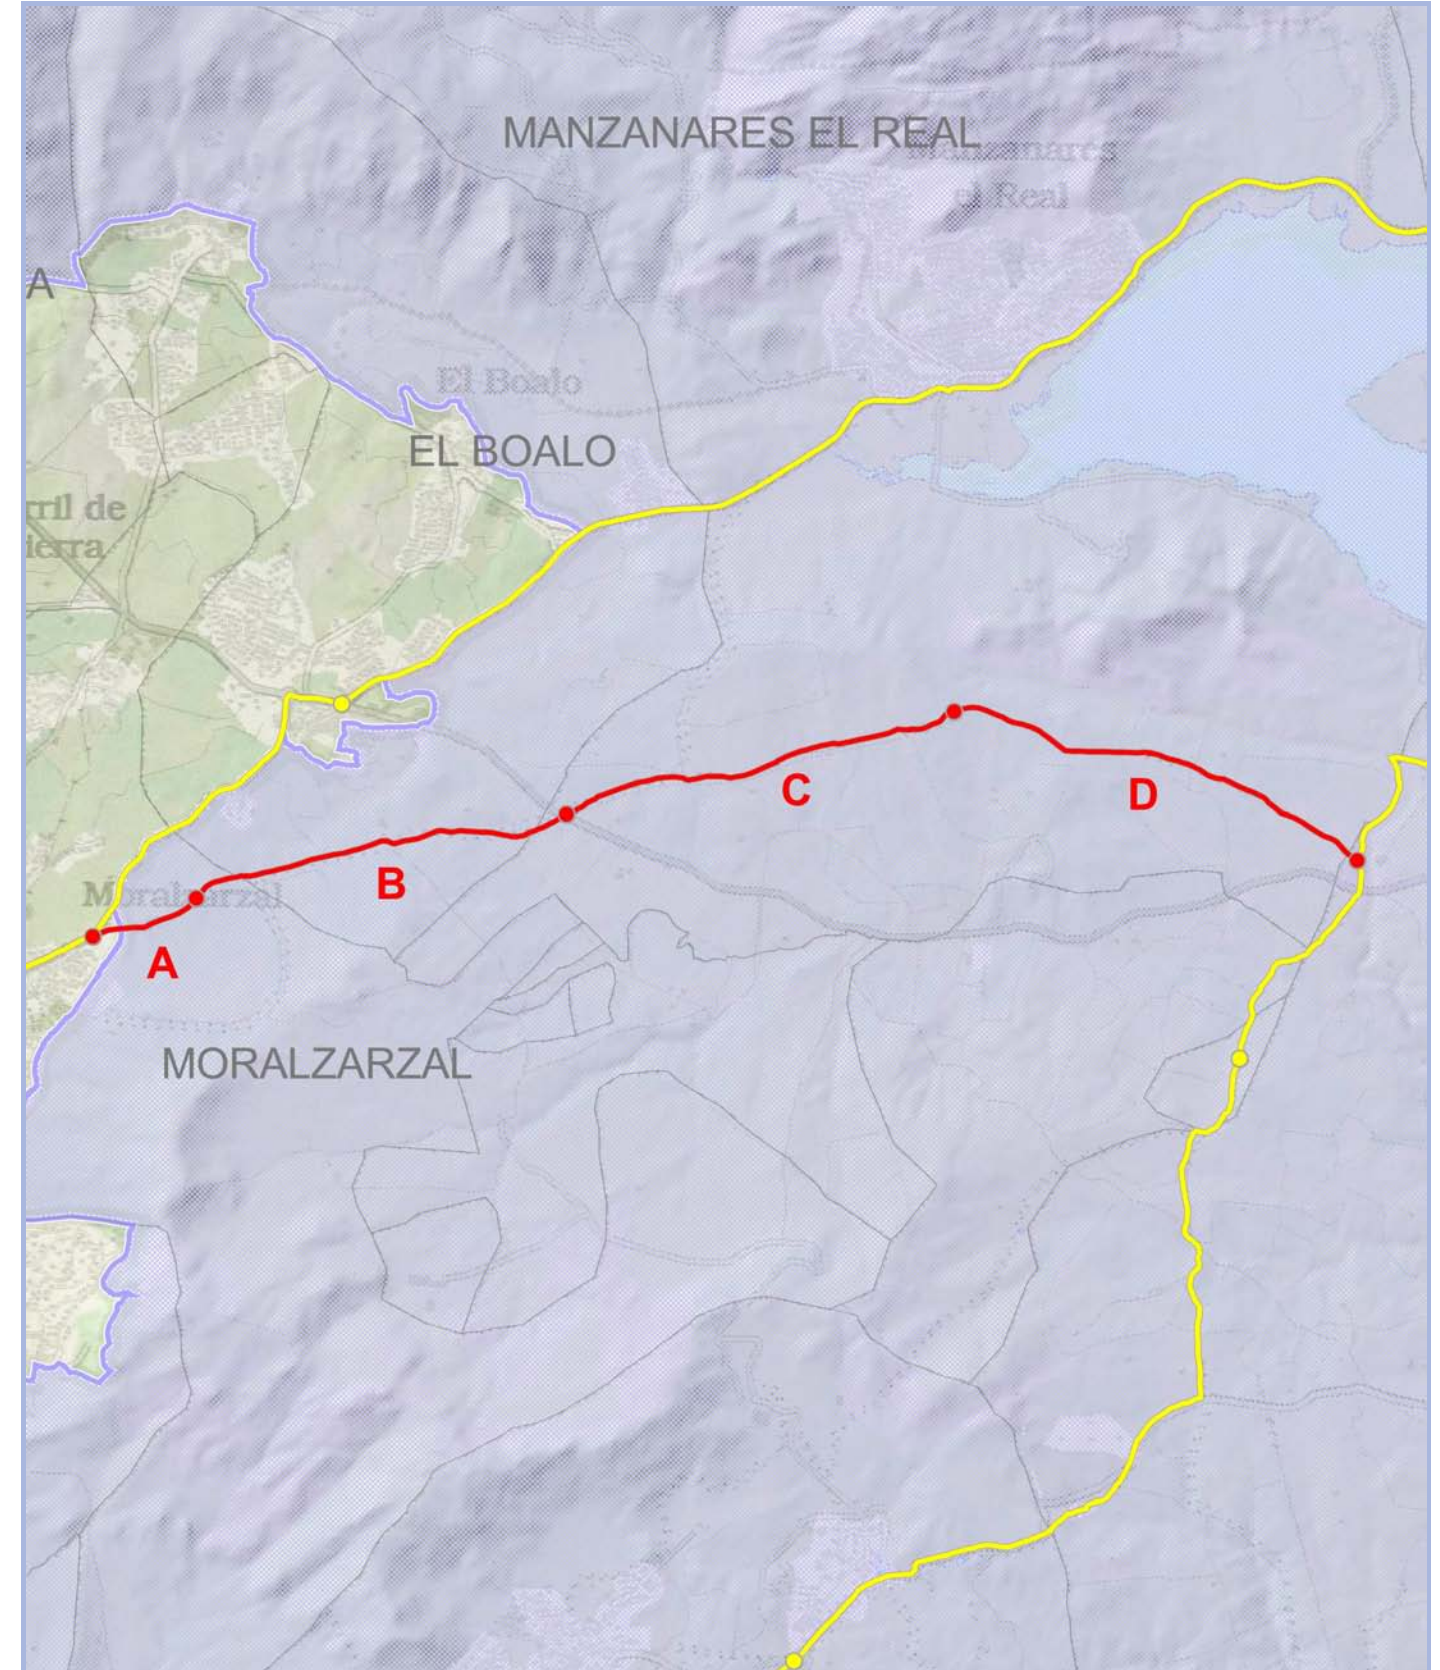 MANZANARES EL REAL
Manzanares
el Real
A
El Boalo
EL BOALO
rril de
ierra
C
D
B
Moralzarzal
A
MORALZARZAL